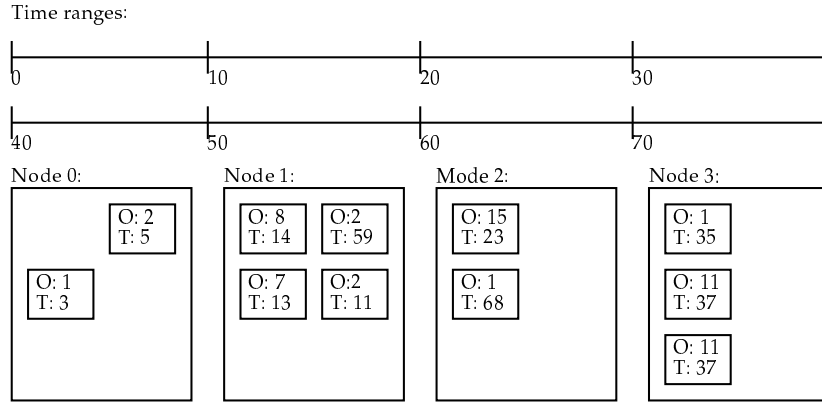 Time ranges:
0 10 20 30
40 50 60 70
Node 0: Node 1: Mode 2: Node 3:
O: 2
T: 5
O: 1
T: 3
O: 8
T: 14
O:2
T: 59
O: 7
T: 13
O:2
T: 11
O: 15
T: 23
O: 1
T: 68
O: 1
T: 35
O: 11
T: 37
O: 11
T: 37